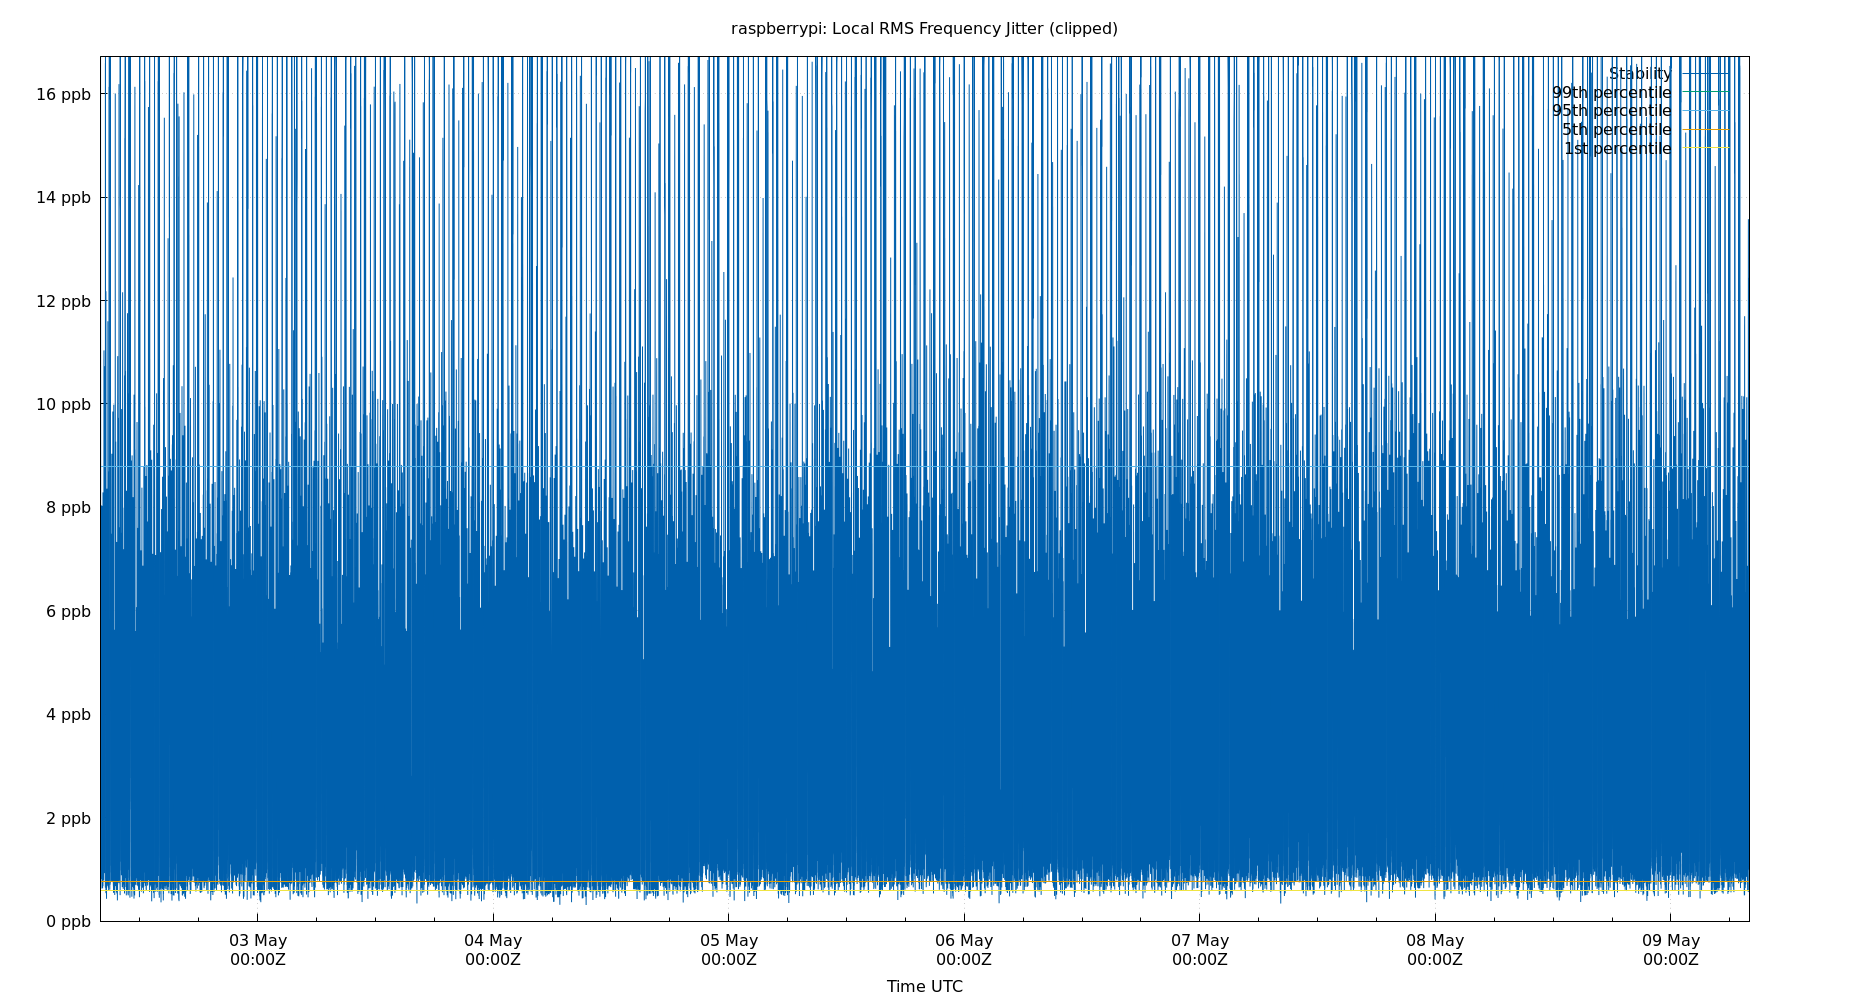 raspberrypi: Local RMS Frequency Jitter (clipped)
Stability
99th percentile
95th percentile
5th percentile
1st percentile
16 ppb
14 ppb
12 ppb
10 ppb
8 ppb
6 ppb
4 ppb
2 ppb
0 ppb
03 May 04 May 05 May 06 May 07 May 08 May 09 May
00:00Z 00:00Z 00:00Z 00:00Z 00:00Z 00:00Z 00:00Z
Time UTC